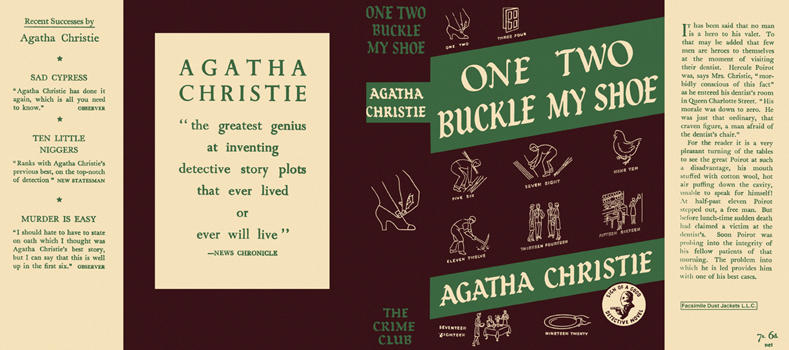 Recent Successes by
Agatha Christie
SAD CYPRESS
"Agatha Christie has done it
again, which is all you need
to know." OBSERVER
TEN LITTLE
NIGGERS
"Ranks with Agatha Christie's
previous best, on the top-notch
of detection" NEW STATESMAN
MURDER IS EASY
"I should hate to have to state
on oath which I thought was
Agatha Christie's best story,
but I can say that this is well
up in the first six." OBSERVER
AGATHA
CHRISTIE
"the greatest genius
at inventing
detective story plots
that ever lived
or
ever will live"
—NEWS CHRONICLE
ONE TWO
BUCKLE
MY SHOE
AGATHA
CHRISTIE
THE
CRIME
CLUB
ONE TWO
THREE FOUR
ONE TWO
BUCKLE MY SHOE
FIVE SIX
SEVEN EIGHT
NINE TEN
ELEVEN TWELVE
THIRTEEN FOURTEEN
FIFTEEN SIXTEEN
AGATHA CHRISTIE
SIGN OF A GOOD
DETECTIVE NOVEL
SEVENTEEN
EIGHTEEN
NINETEEN TWENTY
IT has been said that no man
is a hero to his valet. To
that may be added that few
men are heroes to themselves
at the moment of visiting
their dentist. Hercule Poirot
was, says Mrs. Christie, "mor-
bidly conscious of this fact"
as he entered his dentist's room
in Queen Charlotte Street. "His
morale was down to zero. He
was just that ordinary, that
craven figure, a man afraid of
the dentist's chair."
For the reader it is a very
pleasant turning of the tables
to see the great Poirot at such
a disadvantage, his mouth
stuffed with cotton wool, hot
air puffing down the cavity,
unable to speak for himself!
At half-past eleven Poirot
stepped out, a free man. But
before lunch-time sudden death
had claimed a victim at the
dentist's. Soon Poirot was
probing into the integrity of
his fellow patients of that
morning. The problem into
which he is led provides him
with one of his best cases.
Facsimile Dust Jackets L.L.C.
7s. 6d.
net